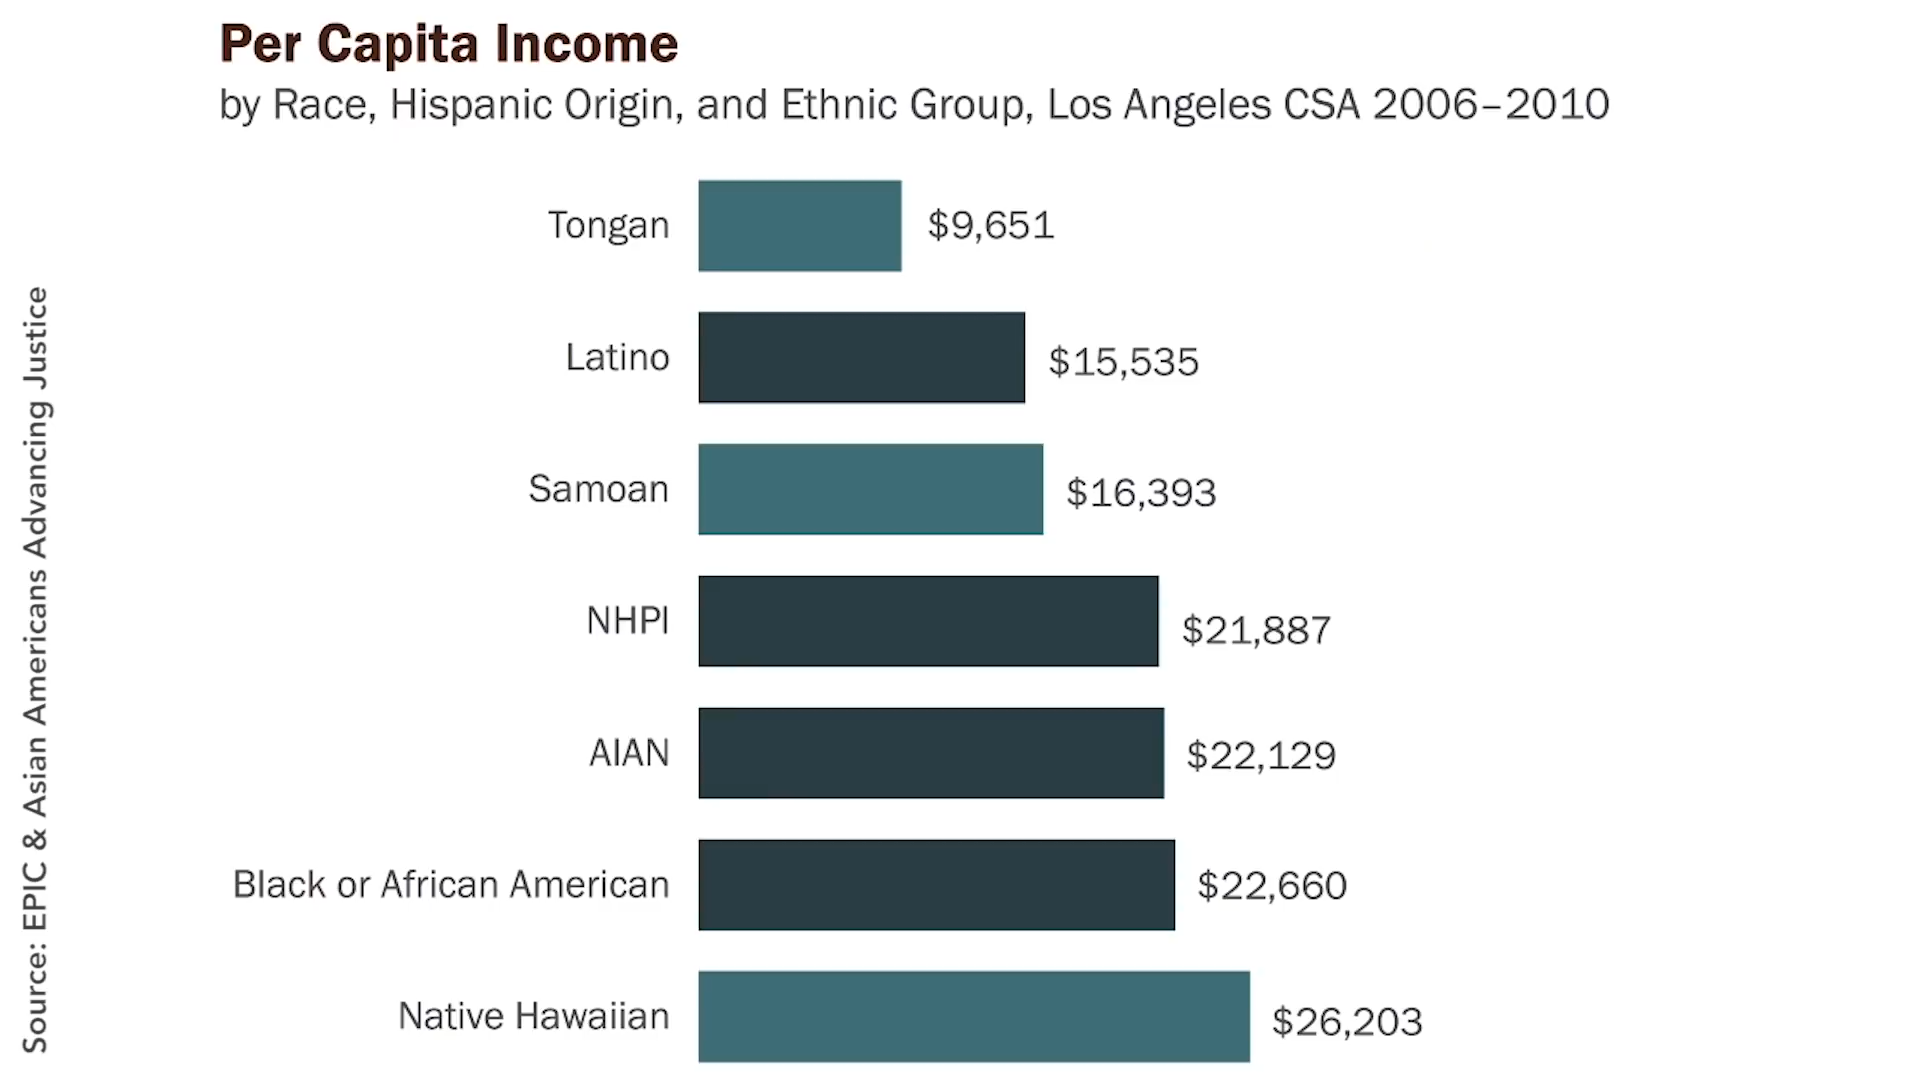 Per Capita Income
by Race, Hispanic Origin, and Ethnic Group, Los Angeles CSA 2006–2010
Tongan $9,651
Latino $15,535
Samoan $16,393
NHPI $21,887
AIAN $22,129
Black or African American $22,660
Native Hawaiian $26,203
Source: EPIC & Asian Americans Advancing Justice